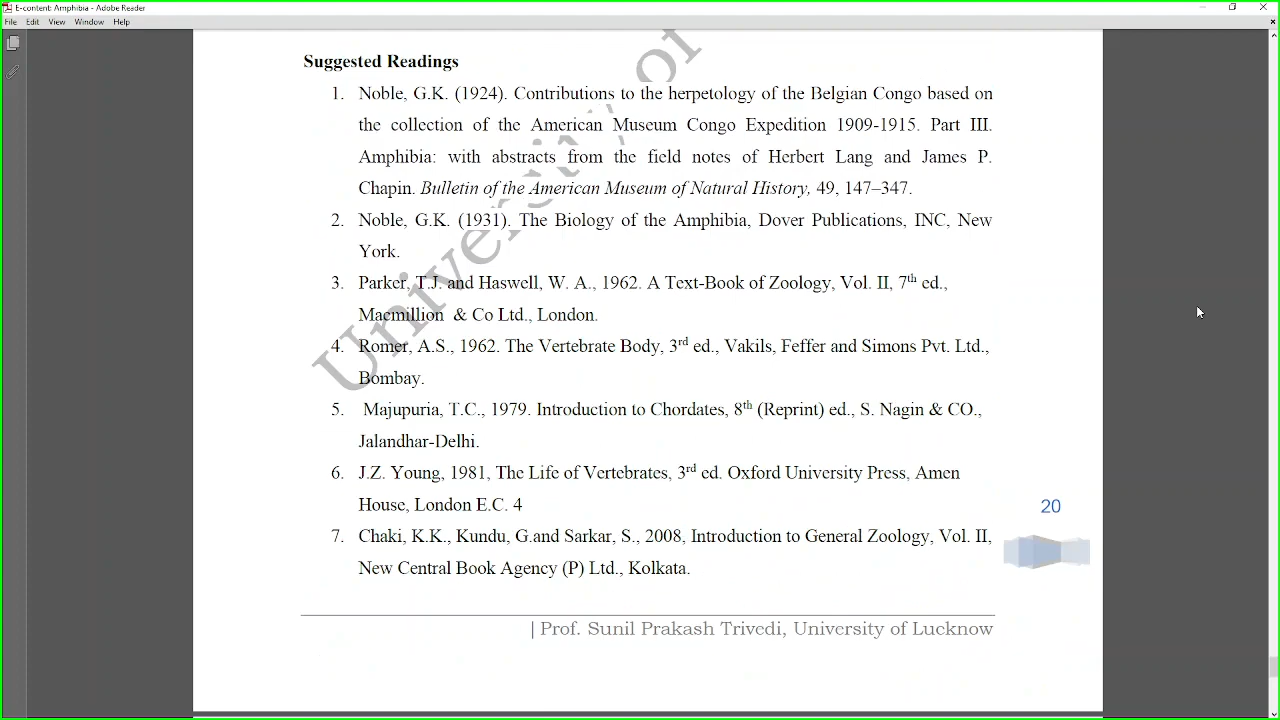 E-content: Amphibia - Adobe Reader
File Edit View Window Help
Suggested Readings
1. Noble, G.K. (1924). Contributions to the herpetology of the Belgian Congo based on
the collection of the American Museum Congo Expedition 1909-1915. Part III.
Amphibia: with abstracts from the field notes of Herbert Lang and James P.
Chapin. Bulletin of the American Museum of Natural History, 49, 147–347.
2. Noble, G.K. (1931). The Biology of the Amphibia, Dover Publications, INC, New
York.
3. Parker, T.J. and Haswell, W. A., 1962. A Text-Book of Zoology, Vol. II, 7th ed.,
Macmillion & Co Ltd., London.
4. Romer, A.S., 1962. The Vertebrate Body, 3rd ed., Vakils, Feffer and Simons Pvt. Ltd.,
Bombay.
5. Majupuria, T.C., 1979. Introduction to Chordates, 8th (Reprint) ed., S. Nagin & CO.,
Jalandhar-Delhi.
6. J.Z. Young, 1981, The Life of Vertebrates, 3rd ed. Oxford University Press, Amen
House, London E.C. 4
7. Chaki, K.K., Kundu, G.and Sarkar, S., 2008, Introduction to General Zoology, Vol. II,
New Central Book Agency (P) Ltd., Kolkata.
20
| Prof. Sunil Prakash Trivedi, University of Lucknow
University of